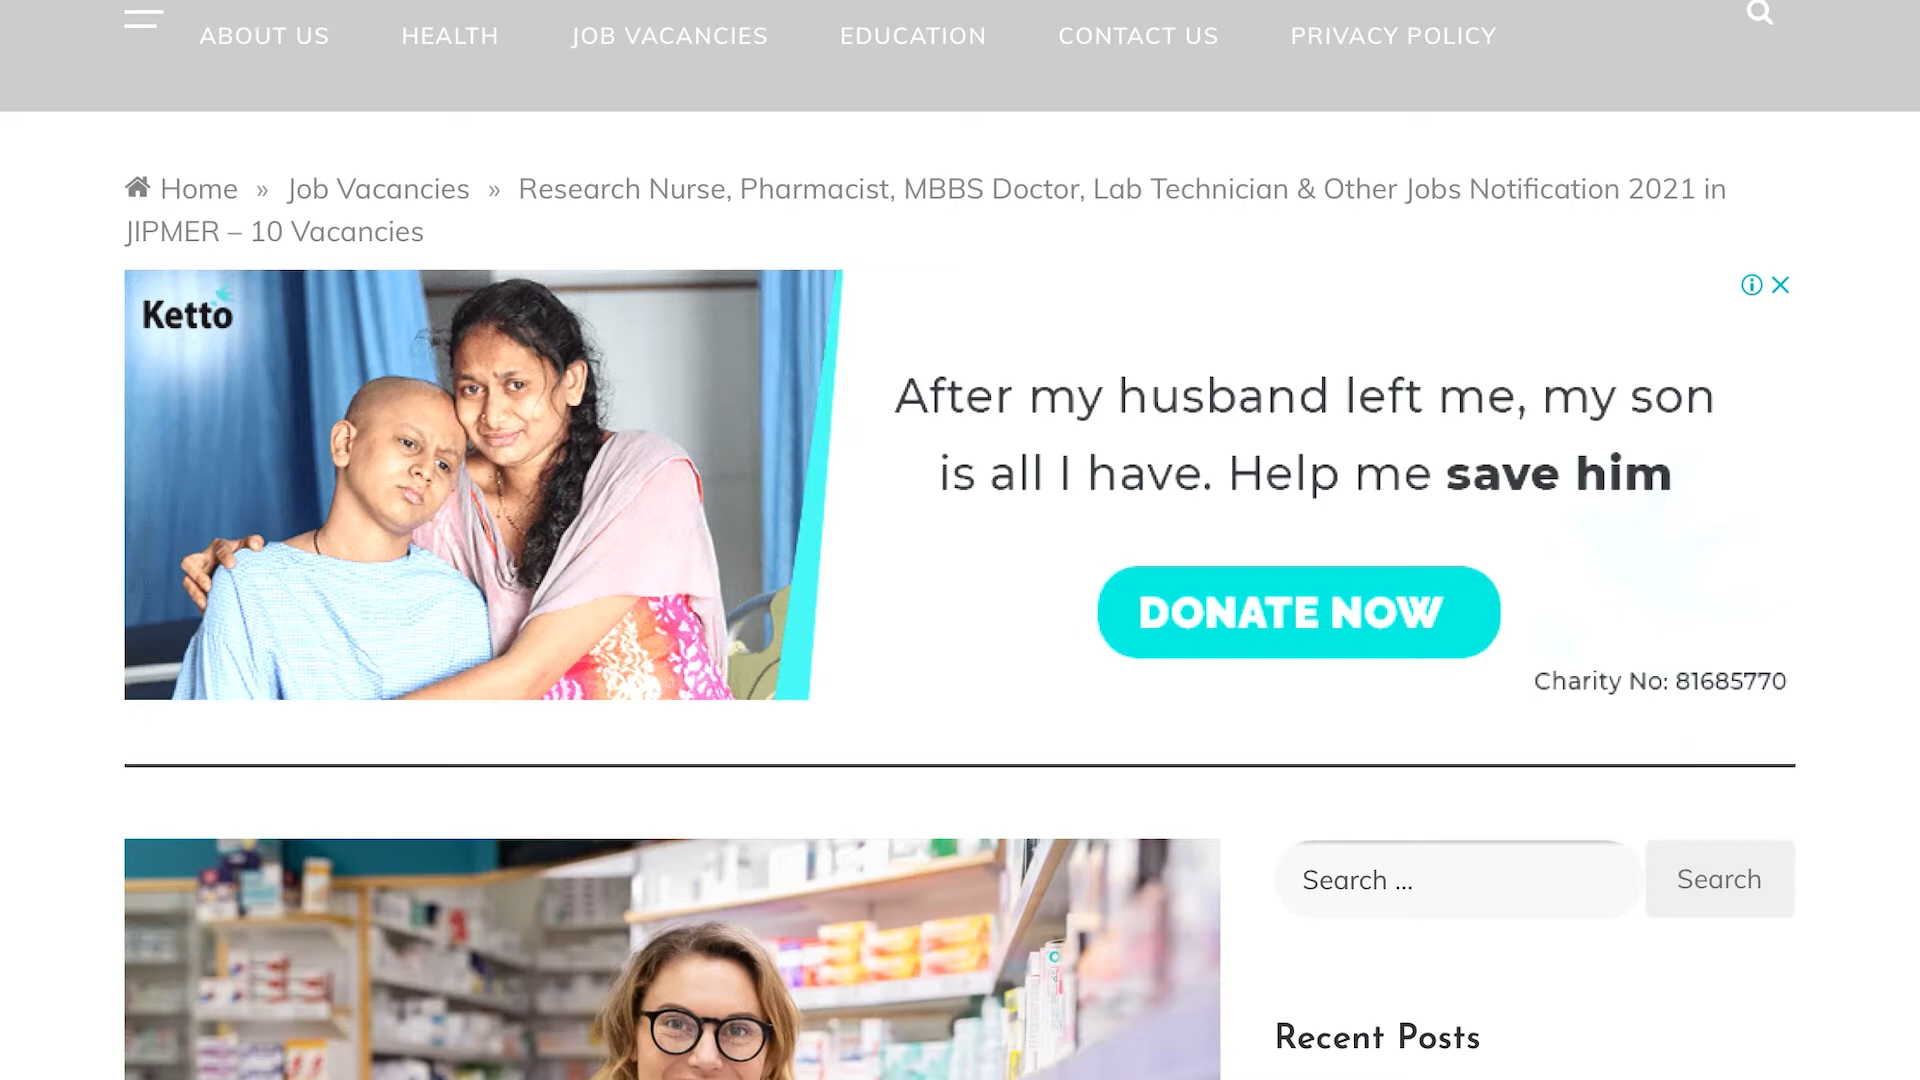 ABOUT US HEALTH JOB VACANCIES EDUCATION CONTACT US PRIVACY POLICY
Home » Job Vacancies » Research Nurse, Pharmacist, MBBS Doctor, Lab Technician & Other Jobs Notification 2021 in
JIPMER – 10 Vacancies
Ketto
After my husband left me, my son
is all I have. Help me save him
DONATE NOW
Charity No: 81685770
Search ...
Search
Recent Posts